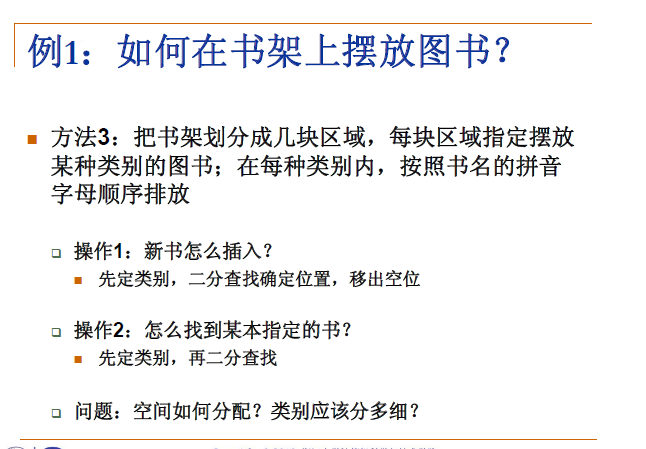 例1：如何在书架上摆放图书？
方法3：把书架划分成几块区域，每块区域指定摆放
某种类别的图书；在每种类别内，按照书名的拼音
字母顺序排放
操作1：新书怎么插入？
先定类别，二分查找确定位置，移出空位
操作2：怎么找到某本指定的书？
先定类别，再二分查找
问题：空间如何分配？类别应该分多细？